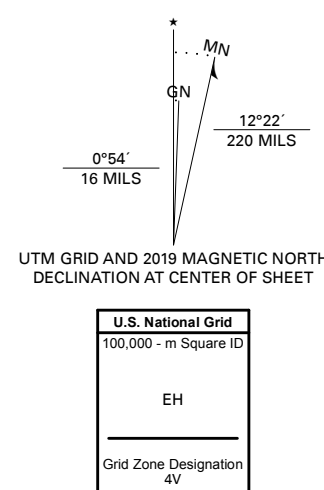 ★
MN
GN
12°22´
220 MILS
0°54´
16 MILS
UTM GRID AND 2019 MAGNETIC NORTH
DECLINATION AT CENTER OF SHEET
U.S. National Grid
100,000 - m Square ID
EH
Grid Zone Designation
4V